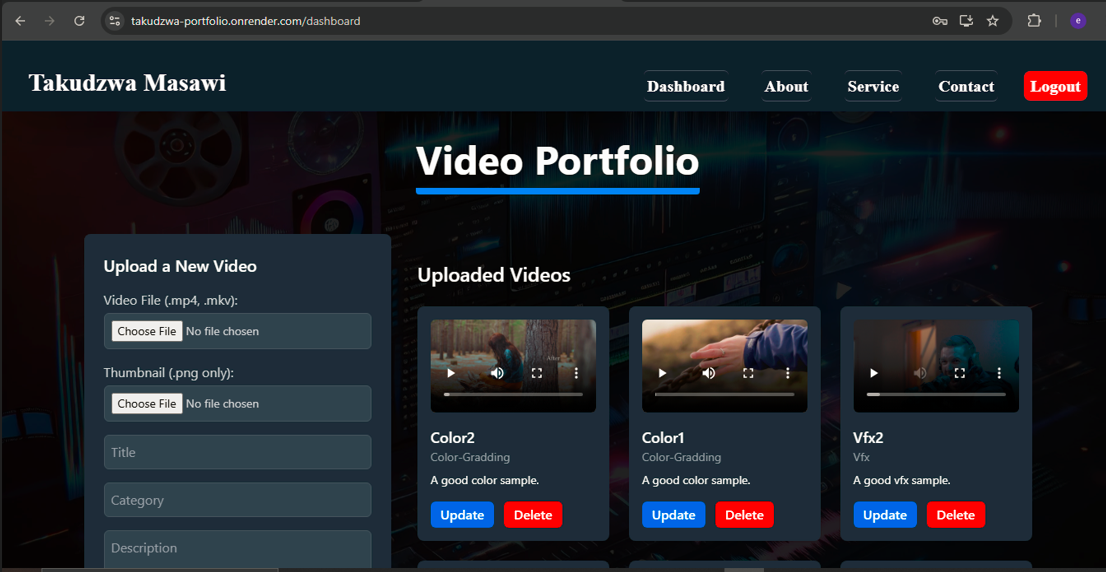 takudzwa-portfolio.onrender.com/dashboard
e
Takudzwa Masawi
Dashboard
About
Service
Contact
Logout
Video Portfolio
Upload a New Video
Video File (.mp4, .mkv):
Choose File No file chosen
Thumbnail (.png only):
Choose File No file chosen
Title
Category
Description
Uploaded Videos
After
Color2
Color-Gradding
A good color sample.
Update Delete
Color1
Color-Gradding
A good color sample.
Update Delete
Vfx2
Vfx
A good vfx sample.
Update Delete